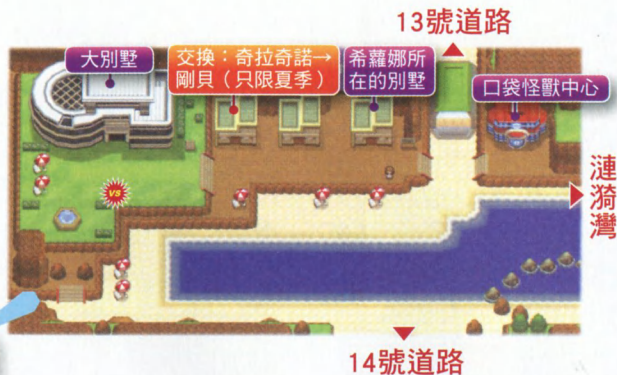 13號道路
大別墅
交換：奇拉奇諾→
剛貝（只限夏季）
希蘿娜所
在的別墅
口袋怪獸中心
漣漪灣
VS
14號道路